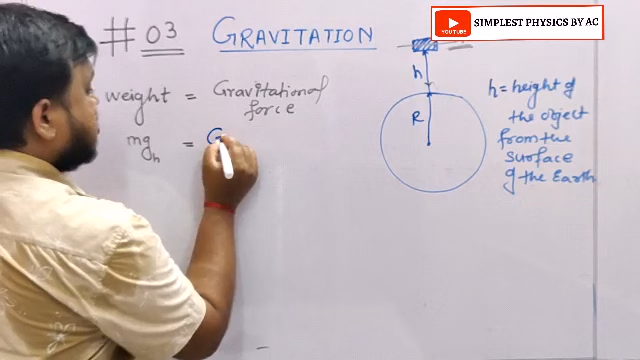 # 03 GRAVITATION
YOUTUBE
SIMPLEST PHYSICS BY AC
weight = Gravitational
force
mgh = G
h
R
h = height of
the object
from the
surface
of the Earth